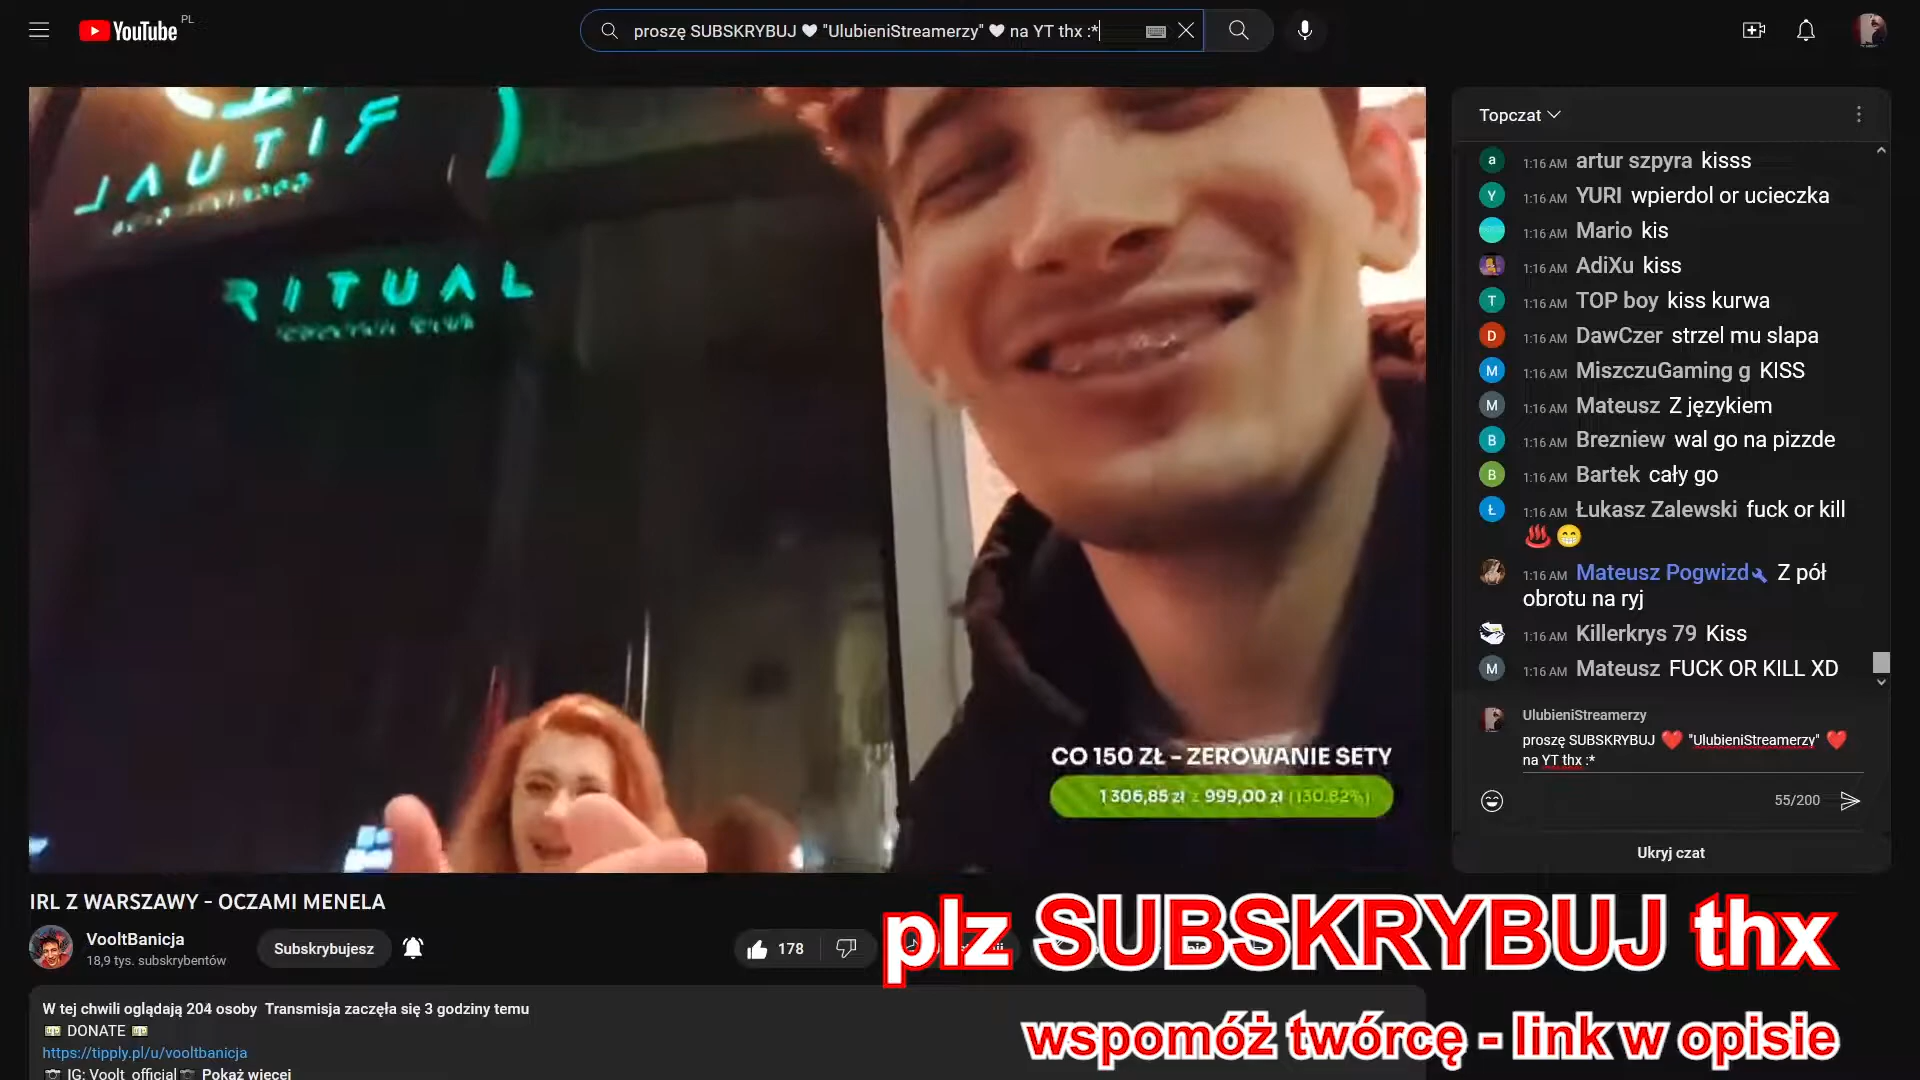 YouTube PL
proszę SUBSKRYBUJ 🤍 "UlubieniStreamerzy" 🤍 na YT thx :*
RITUAL
CO 150 ZŁ – ZEROWANIE SETY
1 306,85 zł z 999,00 zł (130.82%)
Topczat
a 1:16 AM artur szpyra kisss
Y 1:16 AM YURI wpierdol or ucieczka
1:16 AM Mario kis
1:16 AM AdiXu kiss
T 1:16 AM TOP boy kiss kurwa
D 1:16 AM DawCzer strzel mu slapa
M 1:16 AM MiszczuGaming g KISS
M 1:16 AM Mateusz Z językiem
B 1:16 AM Brezniew wal go na pizzde
B 1:16 AM Bartek cały go
Ł 1:16 AM Łukasz Zalewski fuck or kill
♨️ 😁
1:16 AM Mateusz Pogwizd Z pół
obrotu na ryj
1:16 AM Killerkrys 79 Kiss
M 1:16 AM Mateusz FUCK OR KILL XD
UlubieniStreamerzy
proszę SUBSKRYBUJ ❤️ "UlubieniStreamerzy" ❤️
na YT thx :*
55/200
Ukryj czat
IRL Z WARSZAWY - OCZAMI MENELA
VooltBanicja
18,9 tys. subskrybentów
Subskrybujesz
178
plz SUBSKRYBUJ thx
wspomóż twórcę - link w opisie
W tej chwili oglądają 204 osoby Transmisja zaczęła się 3 godziny temu
💵 DONATE 💵
https://tipply.pl/u/vooltbanicja
📷 IG: Voolt_official 📷 Pokaż więcej